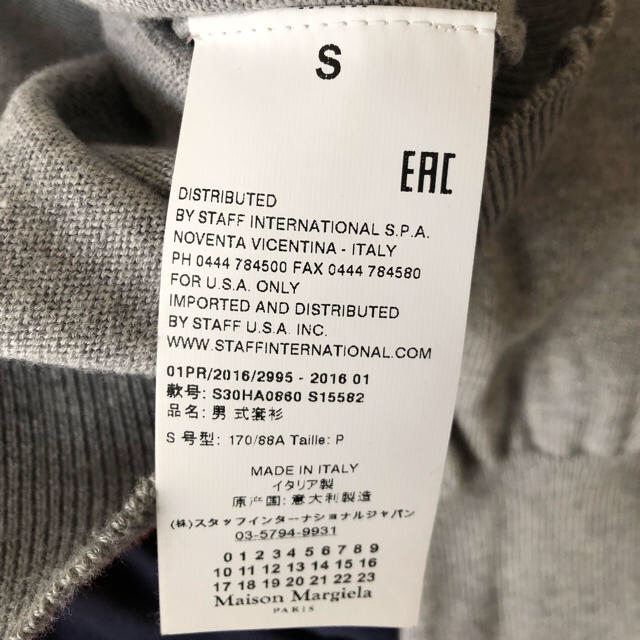 S
EAC
DISTRIBUTED
BY STAFF INTERNATIONAL S.P.A.
NOVENTA VICENTINA - ITALY
PH 0444 784500 FAX 0444 784580
FOR U.S.A. ONLY
IMPORTED AND DISTRIBUTED
BY STAFF U.S.A. INC.
WWW.STAFFINTERNATIONAL.COM
01PR/2016/2995 - 2016 01
款号: S30HA0860 S15582
品名: 男 式套衫
S 号型: 170/88A Taille: P
MADE IN ITALY
イタリア製
原产国: 意大利製造
(株)スタッフインターナショナルジャパン
03-5794-9931
0 1 2 3 4 5 6 7 8 9
10 11 12 13 14 15 16
17 18 19 20 21 22 23
Maison Margiela
PARIS